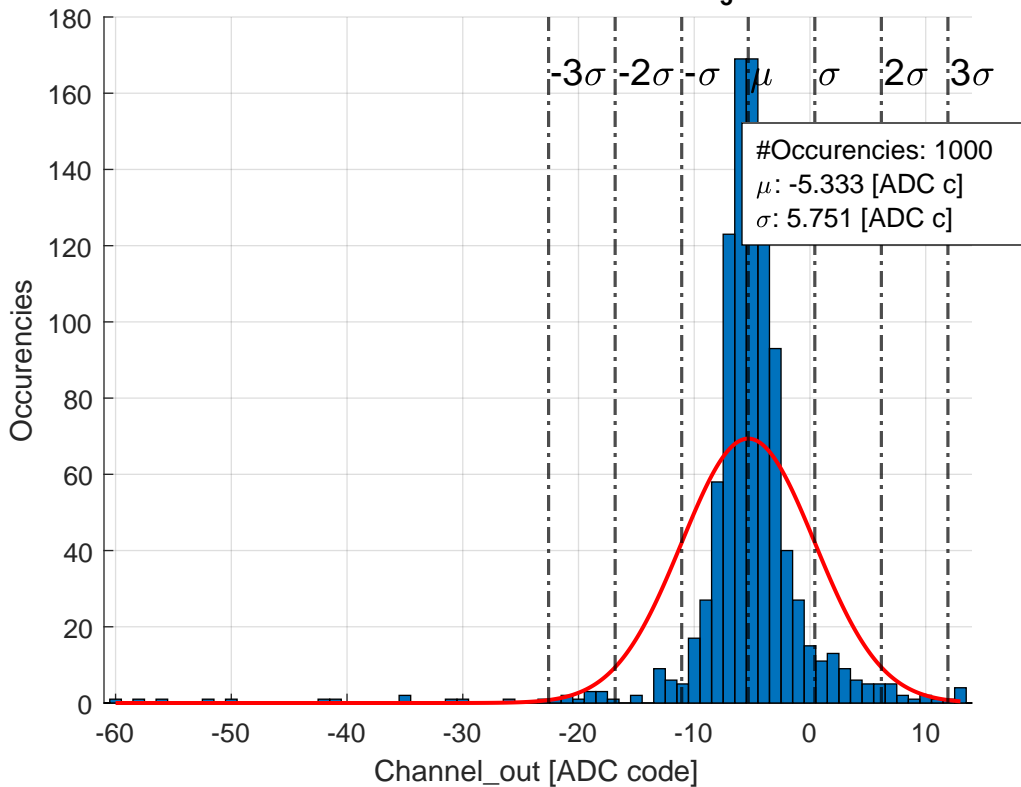 180
160
140
120
100
80
60
40
20
0
-3σ -2σ -σ μ σ 2σ 3σ
#Occurencies: 1000
μ: -5.333 [ADC c]
σ: 5.751 [ADC c]
Occurencies
-60 -50 -40 -30 -20 -10 0 10
Channel_out [ADC code]